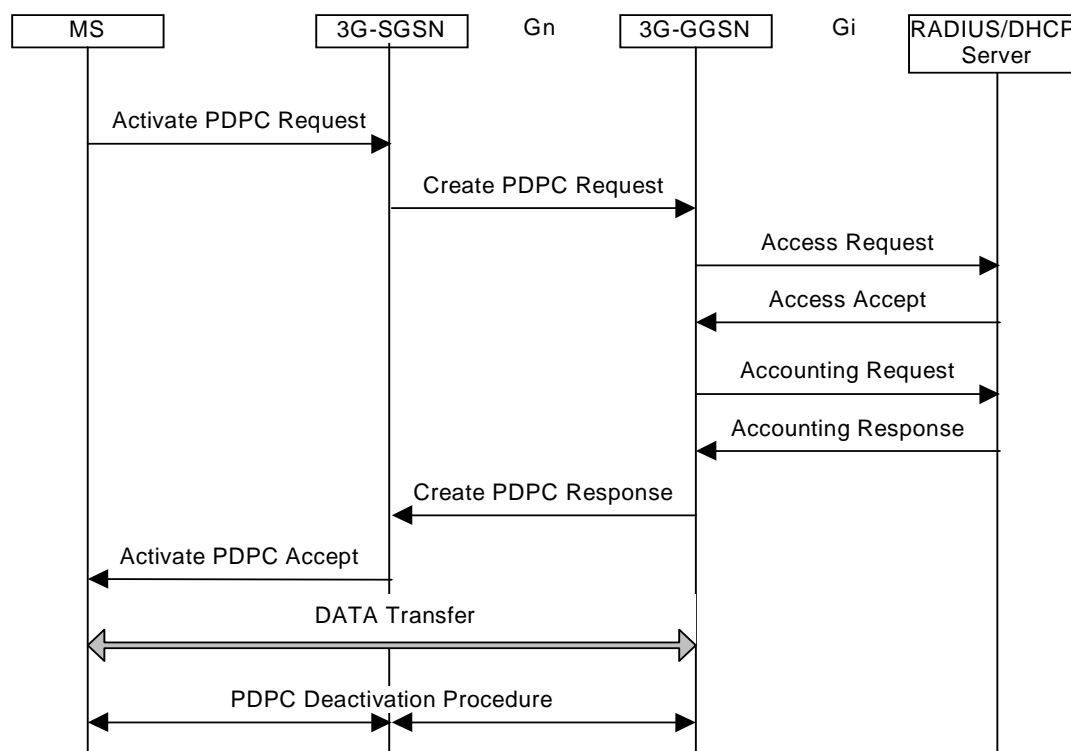 MS
3G-SGSN
Gn
3G-GGSN
Gi
RADIUS/DHCP
Server
Activate PDPC Request
Create PDPC Request
Access Request
Access Accept
Accounting Request
Accounting Response
Create PDPC Response
Activate PDPC Accept
DATA Transfer
PDPC Deactivation Procedure